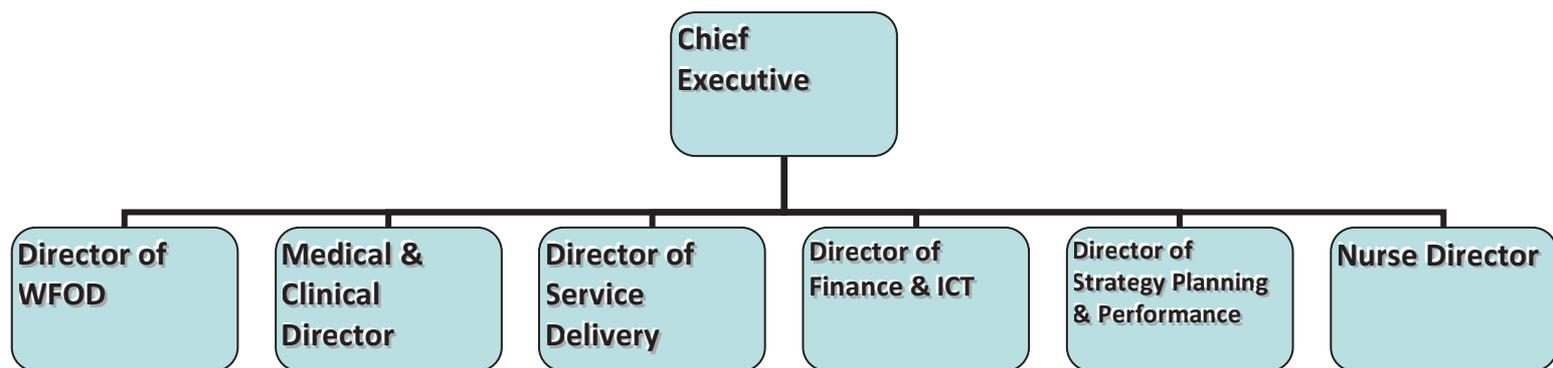 Chief
Executive
Director of
WFOD
Medical &
Clinical
Director
Director of
Service
Delivery
Director of
Finance & ICT
Director of
Strategy Planning
& Performance
Nurse Director